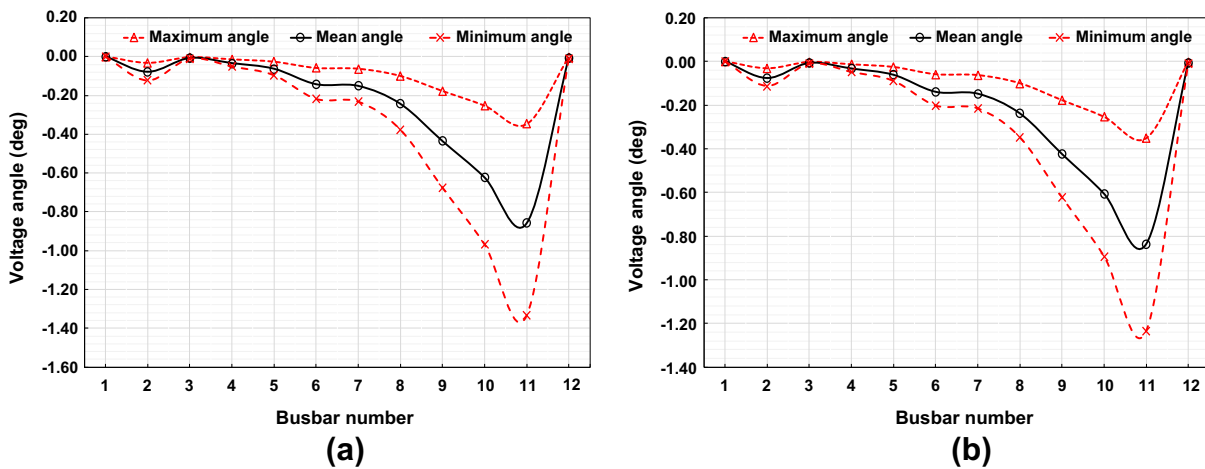 0.20
0.00
-0.20
-0.40
-0.60
-0.80
-1.00
-1.20
-1.40
-1.60
Voltage angle (deg)
Maximum angle Mean angle Minimum angle
1 2 3 4 5 6 7 8 9 10 11 12
Busbar number
(a)
0.20
0.00
-0.20
-0.40
-0.60
-0.80
-1.00
-1.20
-1.40
Voltage angle (deg)
Maximum angle Mean angle Minimum angle
1 2 3 4 5 6 7 8 9 10 11 12
Busbar number
(b)